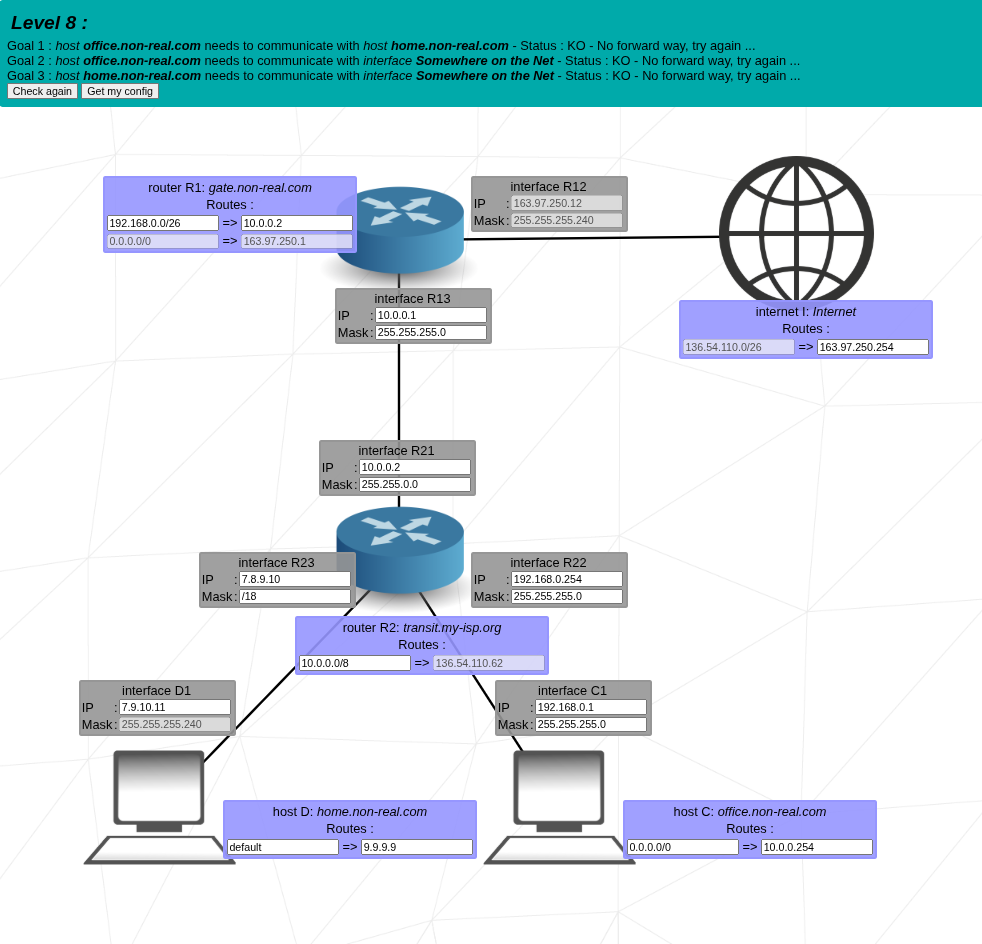 Level 8 :
Goal 1 : host office.non-real.com needs to communicate with host home.non-real.com - Status : KO - No forward way, try again ...
Goal 2 : host office.non-real.com needs to communicate with interface Somewhere on the Net - Status : KO - No forward way, try again ...
Goal 3 : host home.non-real.com needs to communicate with interface Somewhere on the Net - Status : KO - No forward way, try again ...
Check again Get my config
router R1: gate.non-real.com
Routes :
192.168.0.0/26 => 10.0.0.2
0.0.0.0/0 => 163.97.250.1
interface R12
IP : 163.97.250.12
Mask : 255.255.255.240
interface R13
IP : 10.0.0.1
Mask : 255.255.255.0
internet I: Internet
Routes :
136.54.110.0/26 => 163.97.250.254
interface R21
IP : 10.0.0.2
Mask : 255.255.0.0
interface R23
IP : 7.8.9.10
Mask : /18
interface R22
IP : 192.168.0.254
Mask : 255.255.255.0
router R2: transit.my-isp.org
Routes :
10.0.0.0/8 => 136.54.110.62
interface D1
IP : 7.9.10.11
Mask : 255.255.255.240
interface C1
IP : 192.168.0.1
Mask : 255.255.255.0
host D: home.non-real.com
Routes :
default => 9.9.9.9
host C: office.non-real.com
Routes :
0.0.0.0/0 => 10.0.0.254